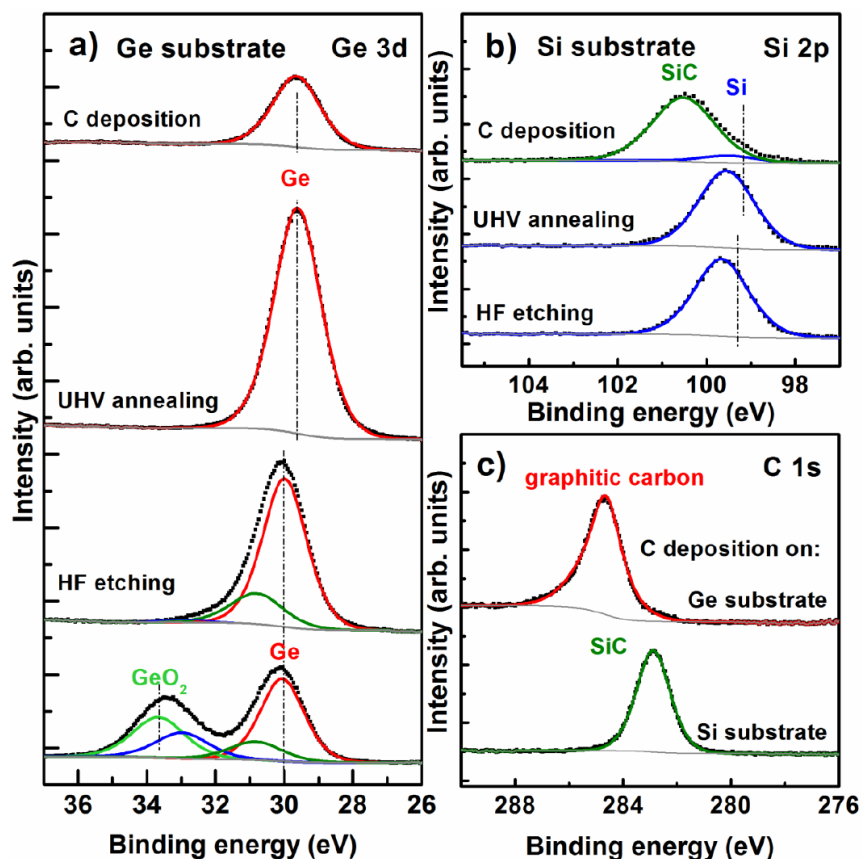 a) Ge substrate Ge 3d
C deposition
Ge
UHV annealing
HF etching
Ge
GeO2
Intensity (arb. units)
36 34 32 30 28 26
Binding energy (eV)
b) Si substrate Si 2p
SiC
Si
C deposition
UHV annealing
HF etching
Intensity (arb. units)
104 102 100 98
Binding energy (eV)
c) C 1s
graphitic carbon
C deposition on:
Ge substrate
SiC
Si substrate
Intensity (arb. units)
288 284 280 276
Binding energy (eV)